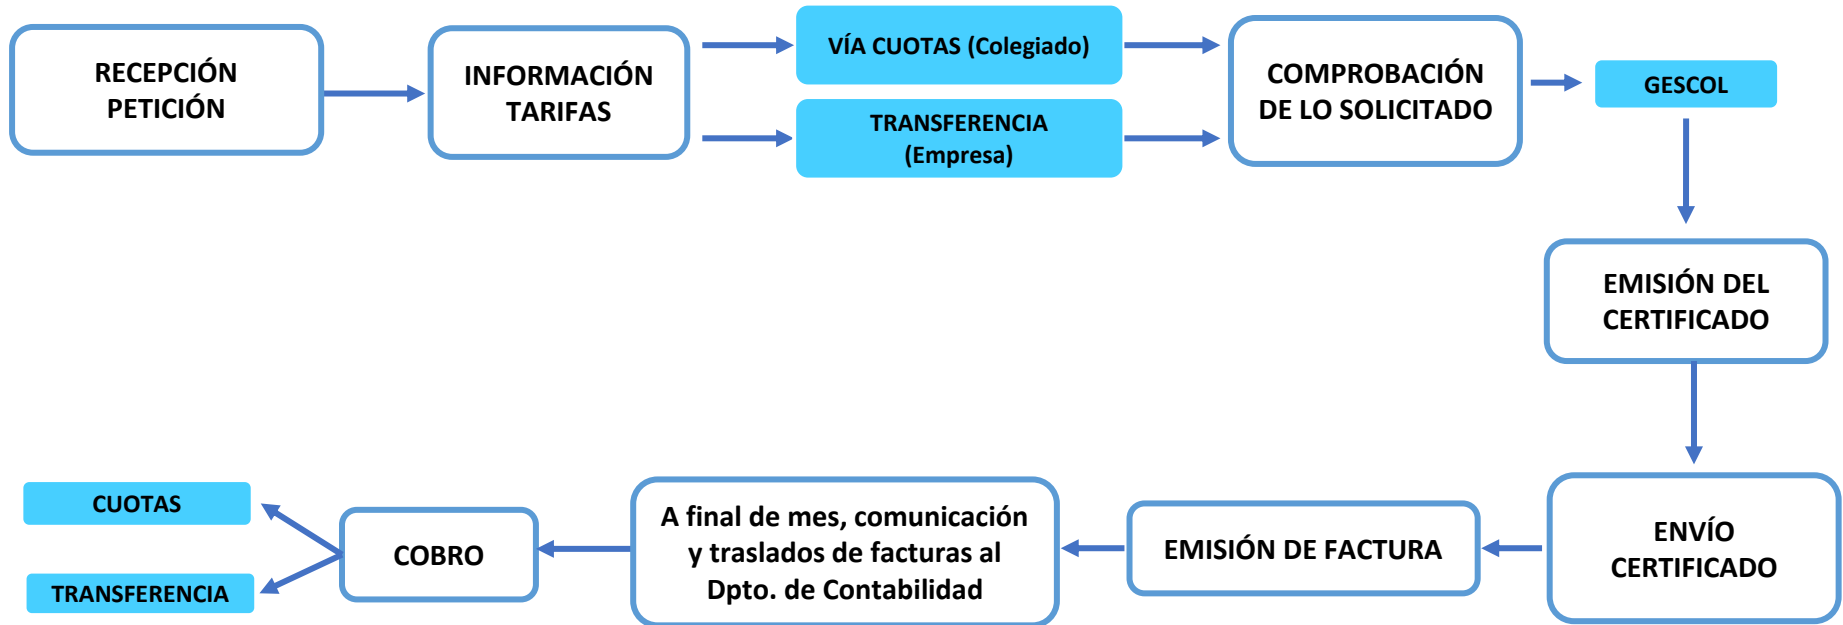 RECEPCIÓN
PETICIÓN
INFORMACIÓN
TARIFAS
VÍA CUOTAS (Colegiado)
TRANSFERENCIA
(Empresa)
COMPROBACIÓN
DE LO SOLICITADO
GESCOL
EMISIÓN DEL
CERTIFICADO
ENVÍO
CERTIFICADO
EMISIÓN DE FACTURA
A final de mes, comunicación
y traslados de facturas al
Dpto. de Contabilidad
COBRO
CUOTAS
TRANSFERENCIA